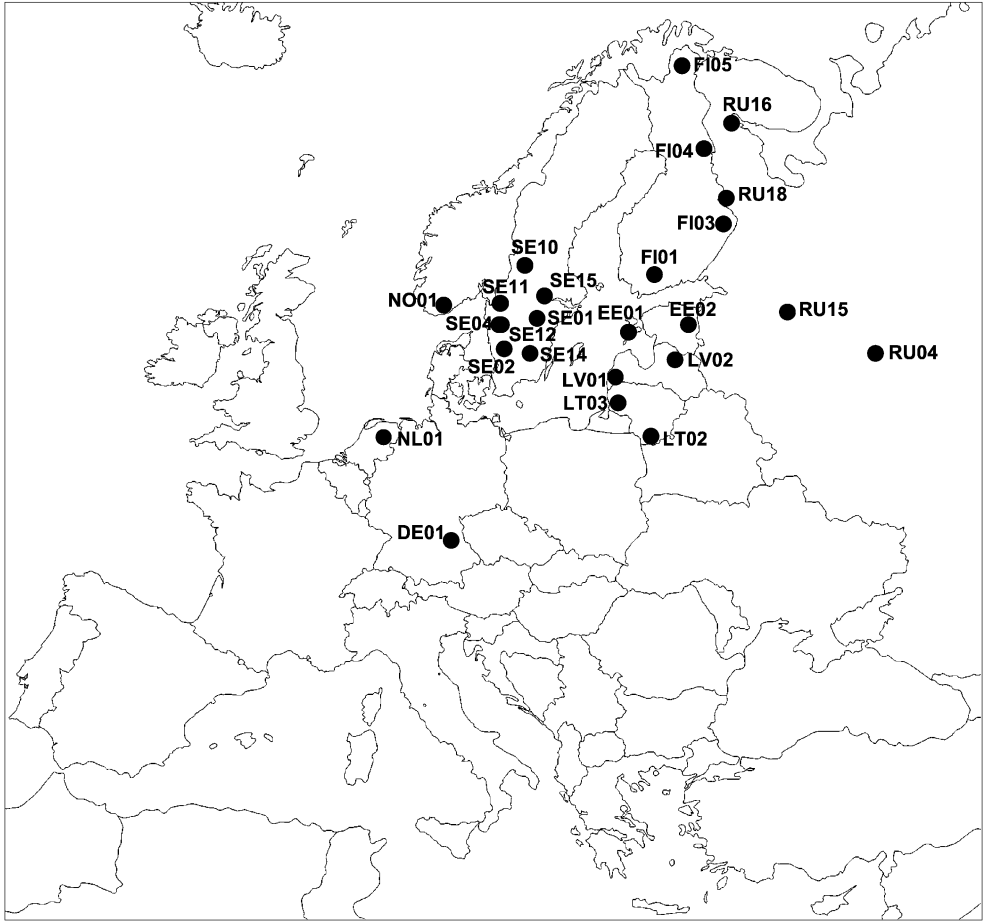 FI05
RU16
FI04
RU18
FI03
SE10
FI01
SE15
SE11
NO01
EE01
EE02
RU15
SE01
SE04
SE12
SE14
RU04
SE02
LV02
LV01
LT03
NL01
LT02
DE01